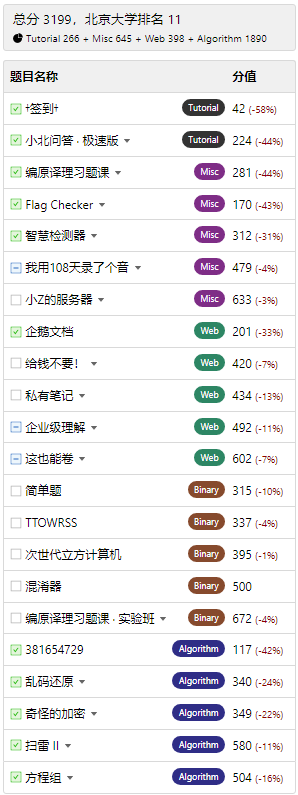 总分 3199，北京大学排名 11
Tutorial 266 + Misc 645 + Web 398 + Algorithm 1890
题目名称 分值
†签到† Tutorial 42 (-58%)
小北问答 · 极速版 Tutorial 224 (-44%)
编原译理习题课 Misc 281 (-44%)
Flag Checker Misc 170 (-43%)
智慧检测器 Misc 312 (-31%)
我用108天录了个音 Misc 479 (-4%)
小Z的服务器 Misc 633 (-3%)
企鹅文档 Web 201 (-33%)
给钱不要！ Web 420 (-7%)
私有笔记 Web 434 (-13%)
企业级理解 Web 492 (-11%)
这也能卷 Web 602 (-7%)
简单题 Binary 315 (-10%)
TTOWRSS Binary 337 (-4%)
次世代立方计算机 Binary 395 (-1%)
混淆器 Binary 500
编原译理习题课 · 实验班 Binary 672 (-4%)
381654729 Algorithm 117 (-42%)
乱码还原 Algorithm 340 (-24%)
奇怪的加密 Algorithm 349 (-22%)
扫雷 II Algorithm 580 (-11%)
方程组 Algorithm 504 (-16%)